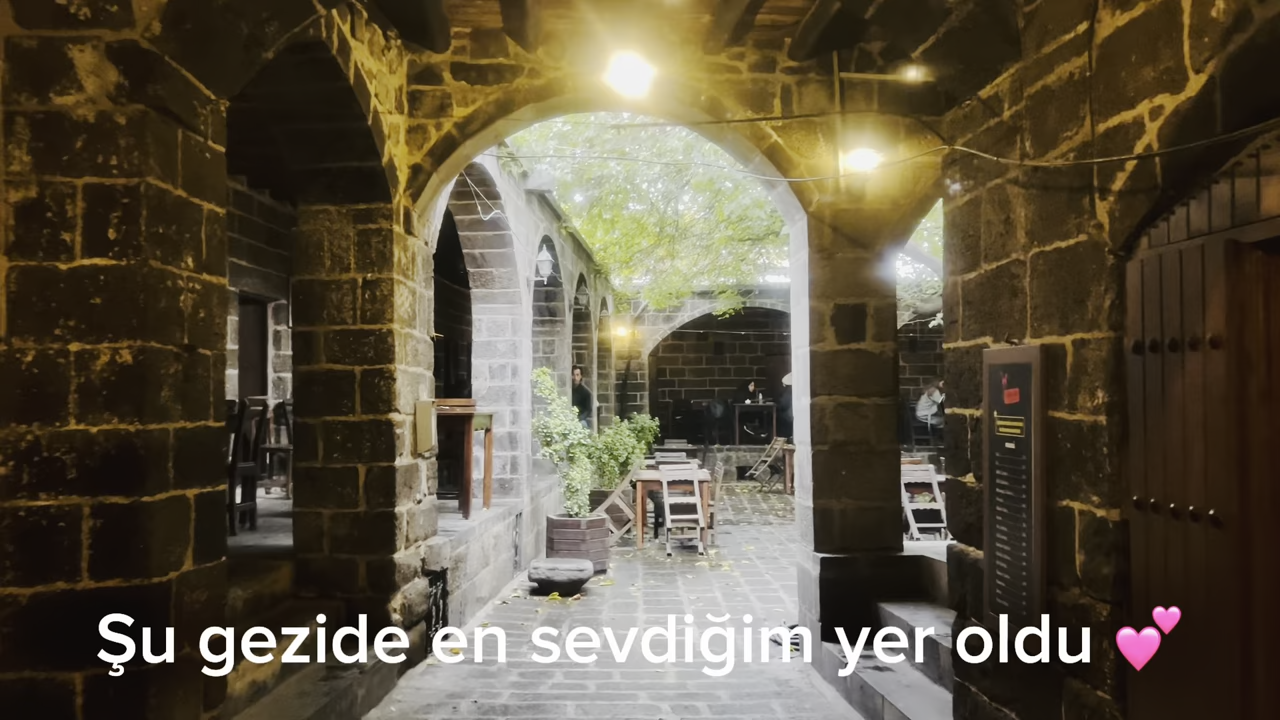 Şu gezide en sevdiğim yer oldu 💕